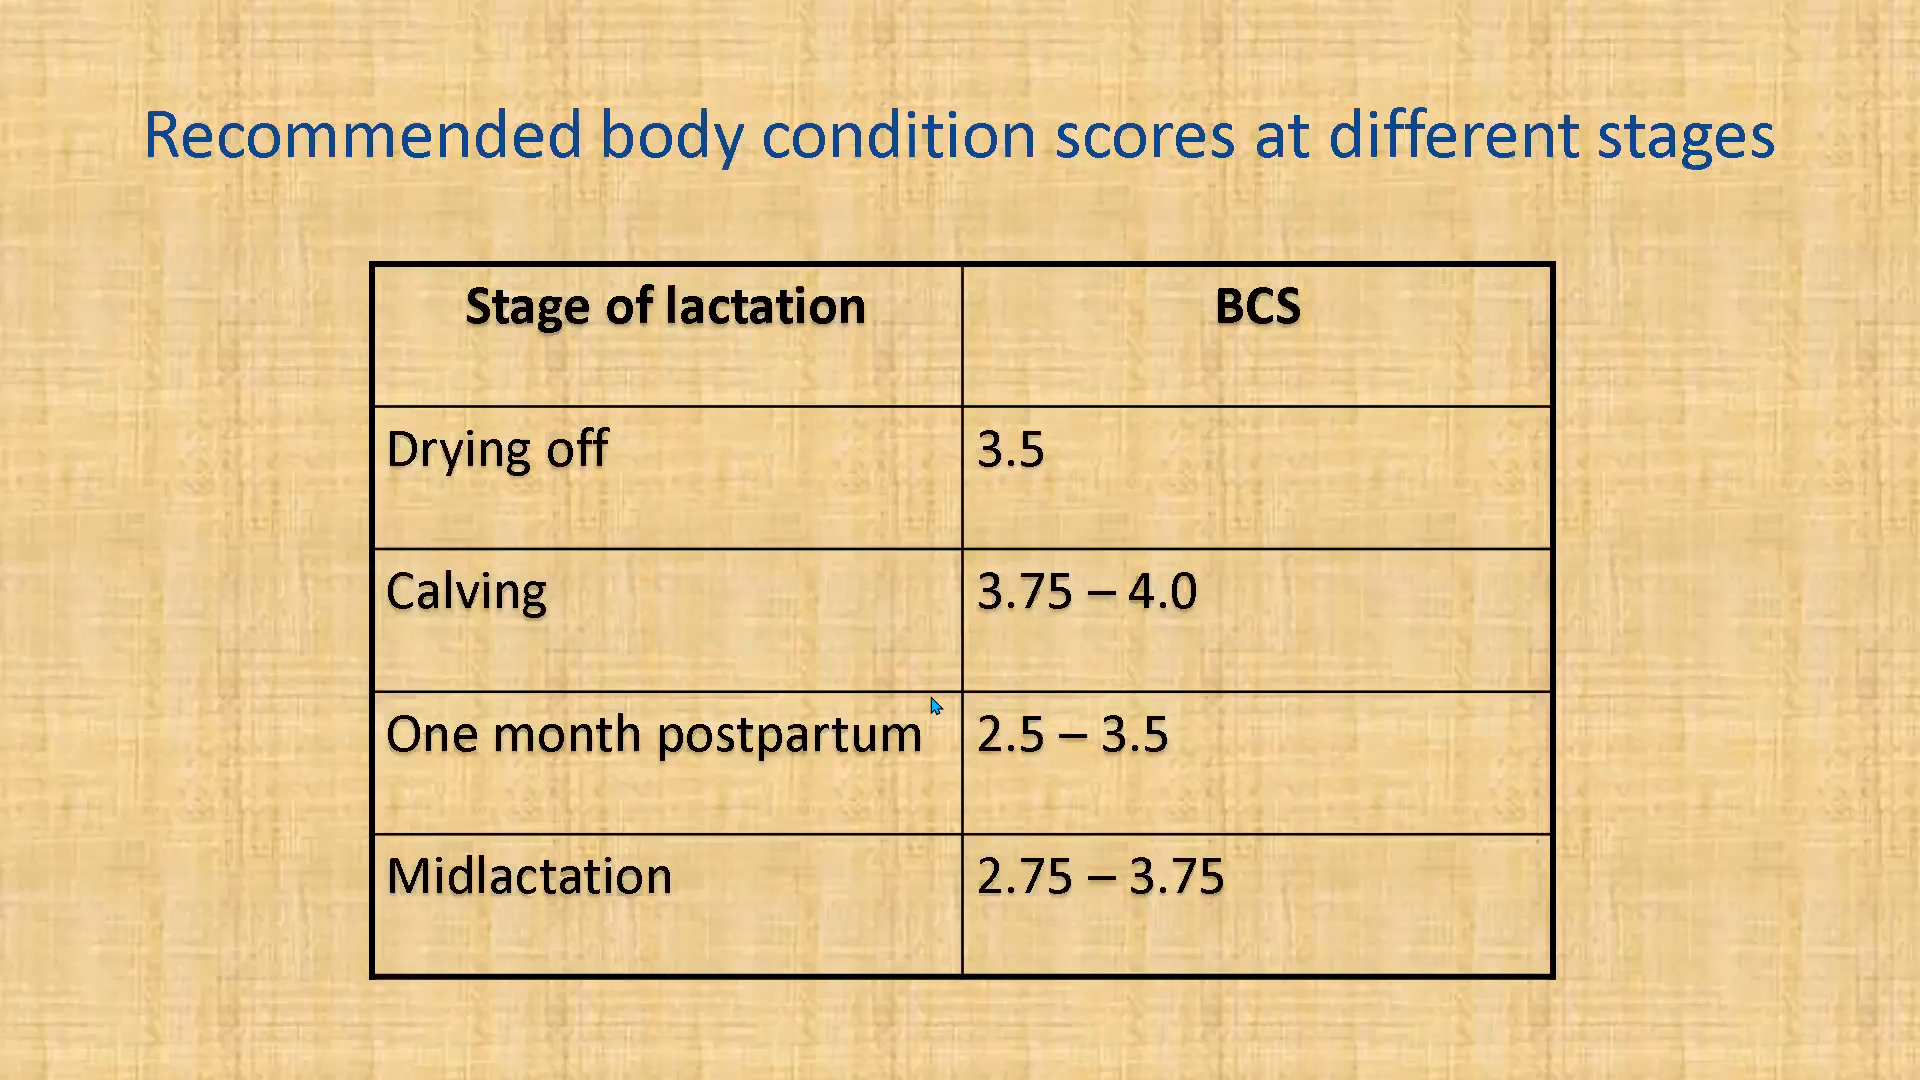 Recommended body condition scores at different stages
Stage of lactation BCS
Drying off 3.5
Calving 3.75 – 4.0
One month postpartum 2.5 – 3.5
Midlactation 2.75 – 3.75